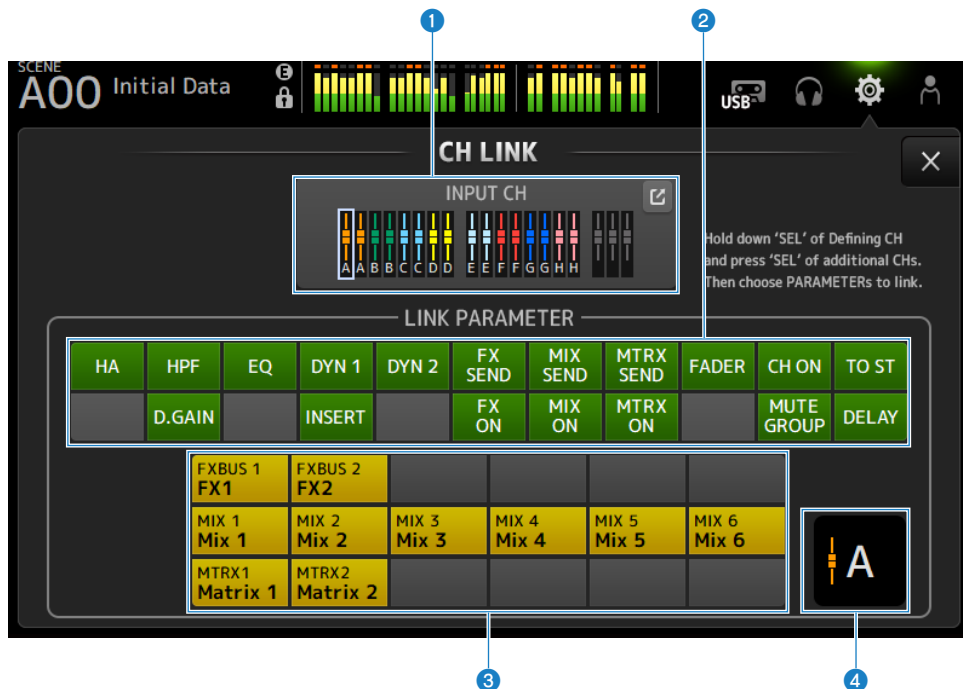 1 2
SCENE
A00 Initial Data
E
USB
CH LINK
INPUT CH
A A B B C C D D E E F F G G H H
Hold down 'SEL' of Defining CH
and press 'SEL' of additional CHs.
Then choose PARAMETERs to link.
LINK PARAMETER
HA HPF EQ DYN 1 DYN 2 FX SEND MIX SEND MTRX SEND FADER CH ON TO ST
D.GAIN INSERT FX ON MIX ON MTRX ON MUTE GROUP DELAY
FXBUS 1 FXBUS 2
FX1 FX2
MIX 1 MIX 2 MIX 3 MIX 4 MIX 5 MIX 6
Mix 1 Mix 2 Mix 3 Mix 4 Mix 5 Mix 6
MTRX1 MTRX2
Matrix 1 Matrix 2
A
3 4